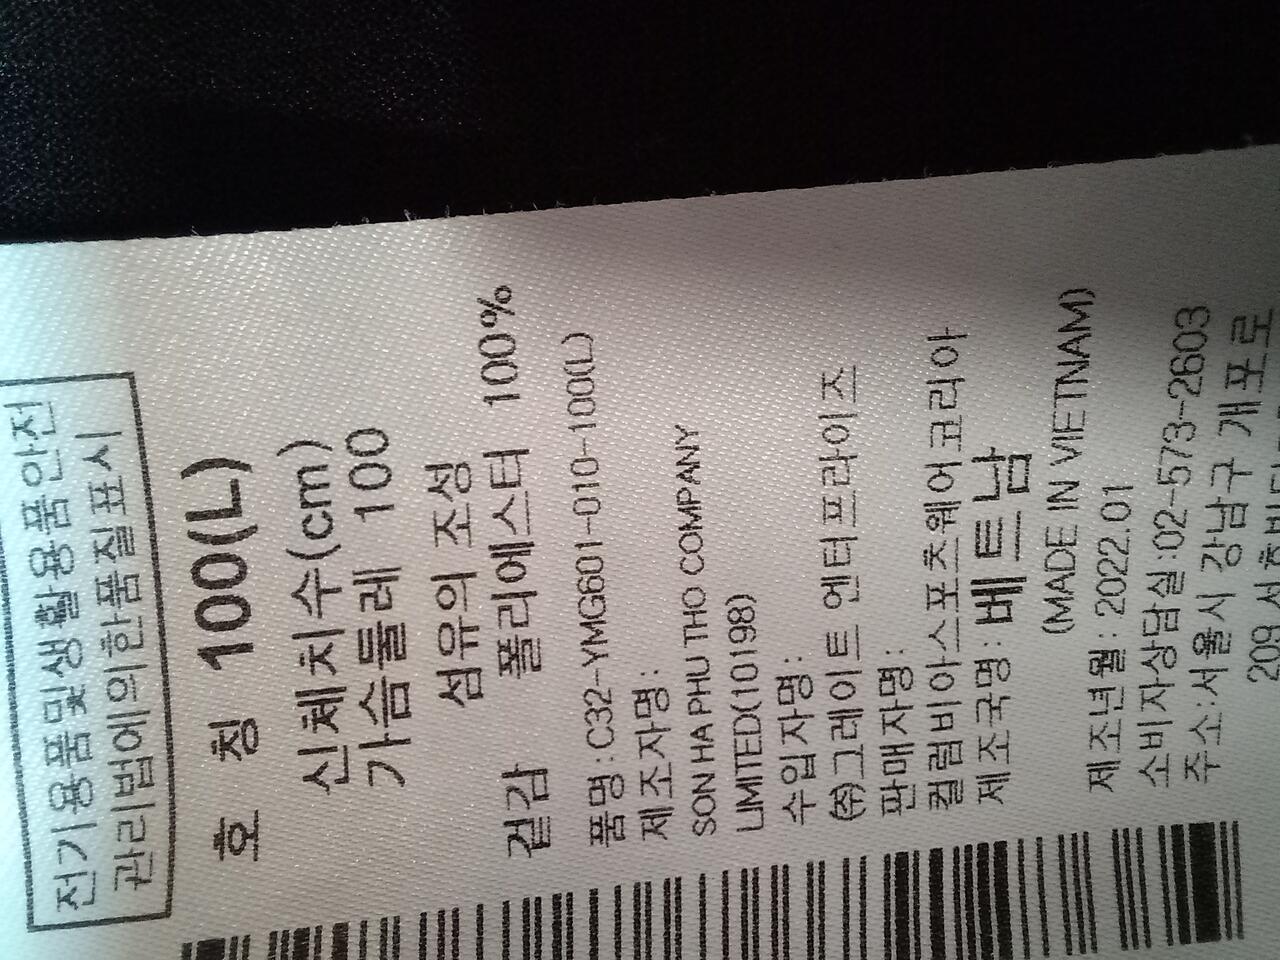 전기용품및생활용품안전
관리법에의한품질표시
호 칭 100(L)
신체치수(cm)
가슴둘레 100
섬유의 조성
겉감 폴리에스터 100%
품명:C32-YMG601-010-100(L)
제조자명:
SON HA PHU THO COMPANY
LIMITED(10198)
수입자명:
(주)그레이트 엔터프라이즈
판매자명:
컬럼비아스포츠웨어코리아
제조국명:베트남
(MADE IN VIETNAM)
제조년월:2022.01
소비자상담실:02-573-2603
주소:서울시 강남구 개포로
209